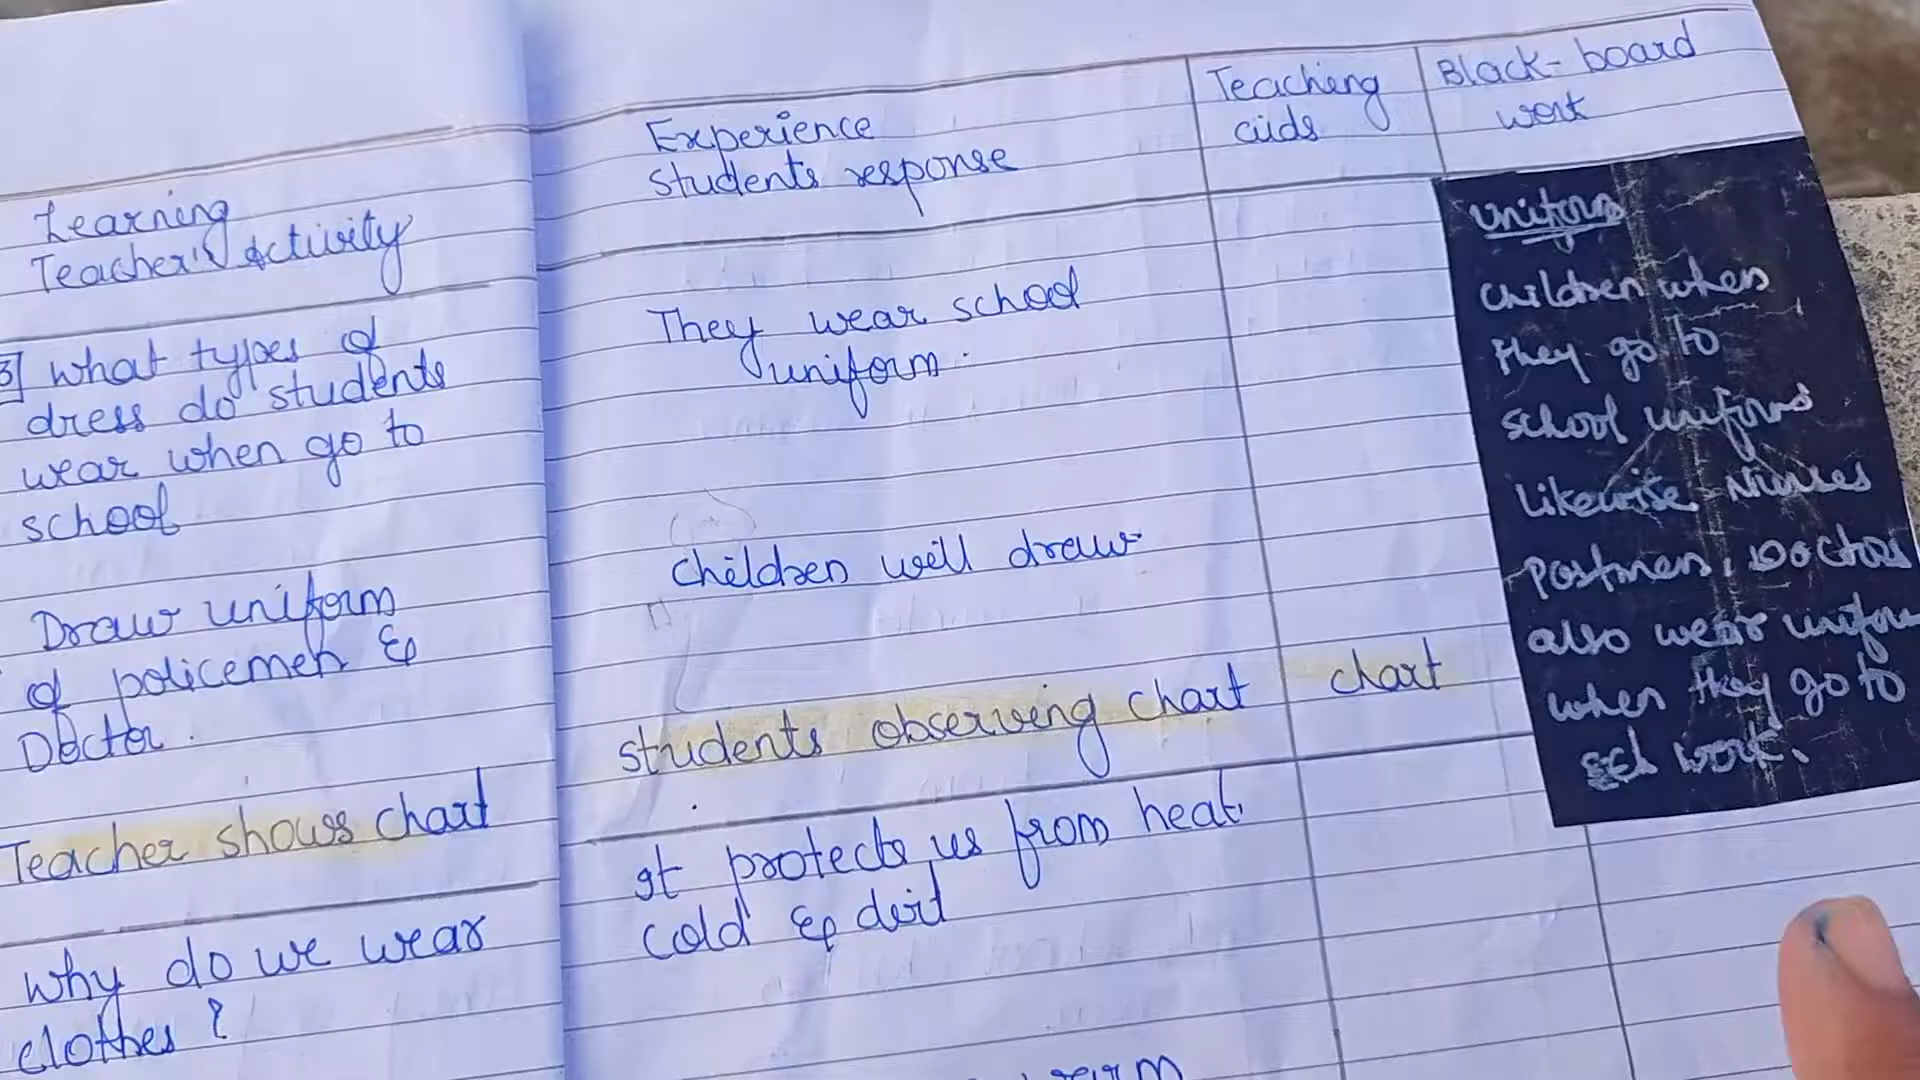 Learning
Teacher's Activity
3] what types of
dress do students
wear when go to
school
Draw uniform
of policemen &
Doctor.
Teacher shows chart
Why do we wear
clothes ?
Experience
students response
They wear school
uniform.
children will draw
students observing chart
It protects us from heat.
cold & dirt
Teaching
aids
chart
Black-board
work
uniform
children when
they go to
school uniform
Likewise Nurses
postmen, Doctors
also wear uniform
when they go to
work.